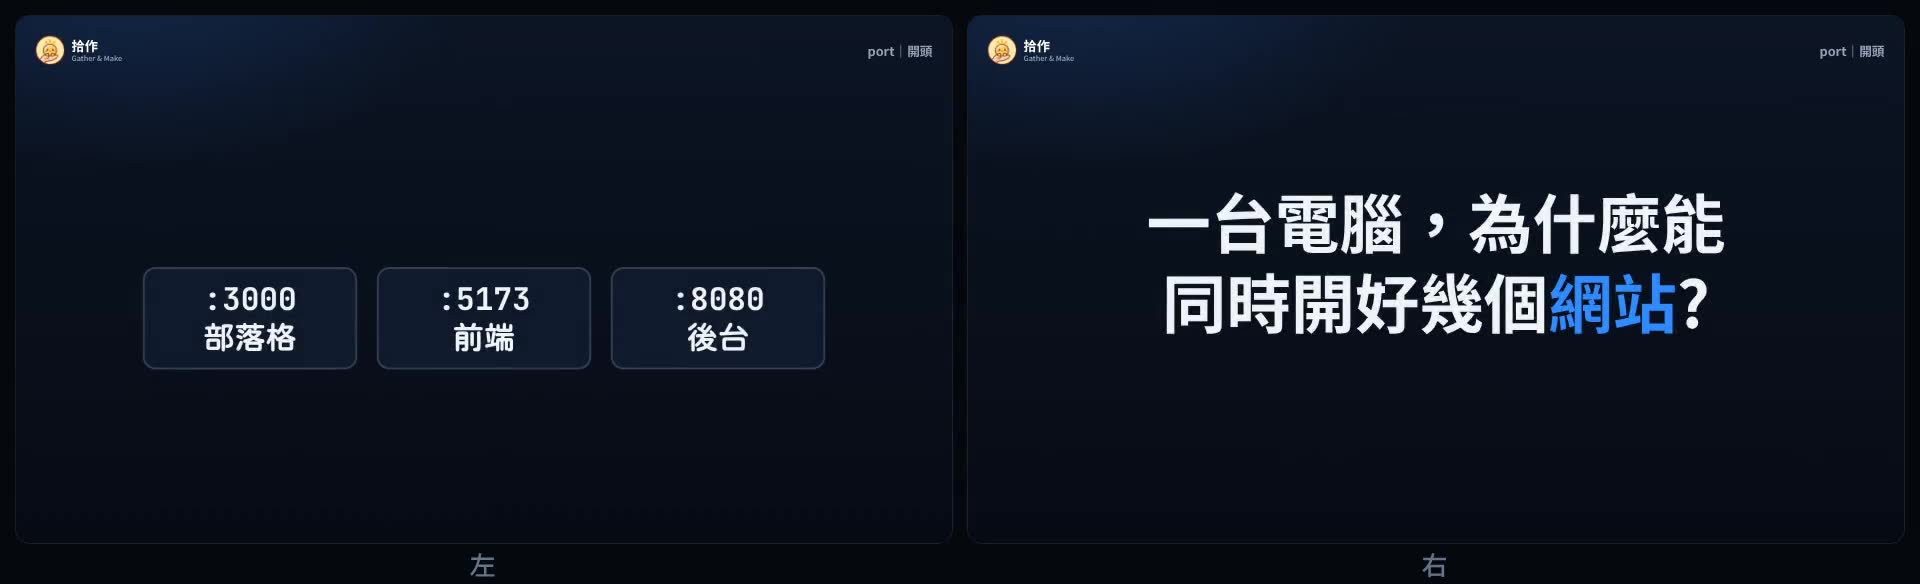 拾作
Gather & Make
port｜開頭
:3000
部落格
:5173
前端
:8080
後台
左
拾作
Gather & Make
port｜開頭
一台電腦，為什麼能
同時開好幾個網站?
右